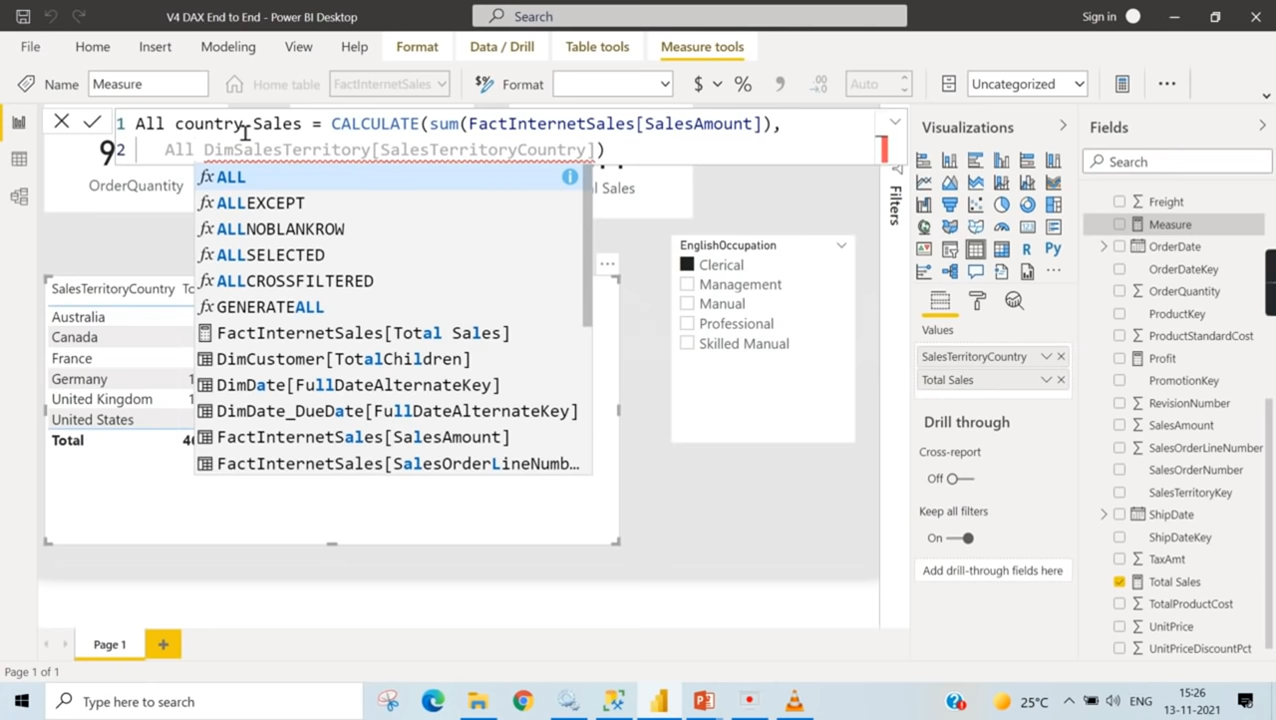 V4 DAX End to End - Power BI Desktop
Search
Sign in
File Home Insert Modeling View Help Format Data / Drill Table tools Measure tools
Name Measure Home table FactInternetSales Format $ % Auto Uncategorized
1 All country Sales = CALCULATE(sum(FactInternetSales[SalesAmount]),
2 All DimSalesTerritory[SalesTerritoryCountry])
ALL
ALLEXCEPT
ALLNOBLANKROW
ALLSELECTED
ALLCROSSFILTERED
GENERATEALL
FactInternetSales[Total Sales]
DimCustomer[TotalChildren]
DimDate[FullDateAlternateKey]
DimDate_DueDate[FullDateAlternateKey]
FactInternetSales[SalesAmount]
FactInternetSales[SalesOrderLineNumb...
OrderQuantity
SalesTerritoryCountry
Australia
Canada
France
Germany
United Kingdom
United States
Total
EnglishOccupation
Clerical
Management
Manual
Professional
Skilled Manual
Filters
Visualizations
R Py
Values
SalesTerritoryCountry
Total Sales
Drill through
Cross-report
Off
Keep all filters
On
Add drill-through fields here
Fields
Search
Freight
Measure
OrderDate
OrderDateKey
OrderQuantity
ProductKey
ProductStandardCost
Profit
PromotionKey
RevisionNumber
SalesAmount
SalesOrderLineNumber
SalesOrderNumber
SalesTerritoryKey
ShipDate
ShipDateKey
TaxAmt
Total Sales
TotalProductCost
UnitPrice
UnitPriceDiscountPct
Page 1
Page 1 of 1
Type here to search
25°C
ENG
15:26
13-11-2021